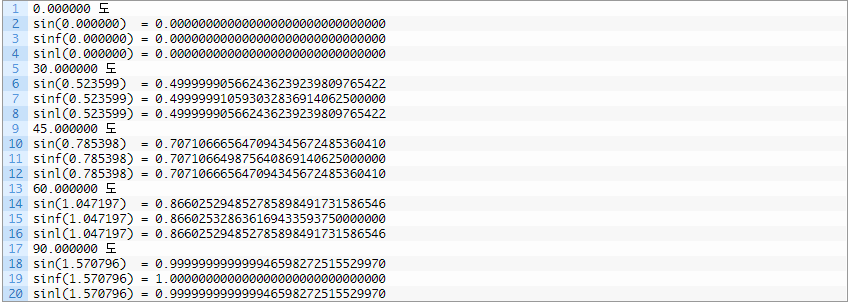 1 0.000000 도
2 sin(0.000000)  = 0.000000000000000000000000000000
3 sinf(0.000000) = 0.000000000000000000000000000000
4 sinl(0.000000) = 0.000000000000000000000000000000
5 30.000000 도
6 sin(0.523599)  = 0.499999990566243623923980976​5422
7 sinf(0.523599) = 0.499999910593032836914062500000
8 sinl(0.523599) = 0.499999905662436239239809765422
9 45.000000 도
10 sin(0.785398)  = 0.707106665647094345672485360410
11 sinf(0.785398) = 0.707106649875640869140625000000
12 sinl(0.785398) = 0.707106665647094345672485360410
13 60.000000 도
14 sin(1.047197)  = 0.866025294852785898491731586546
15 sinf(1.047197) = 0.866025328636169433593750000000
16 sinl(1.047197) = 0.866025294852785898491731586546
17 90.000000 도
18 sin(1.570796)  = 0.999999999999946598272515529970
19 sinf(1.570796) = 1.000000000000000000000000000000
20 sinl(1.570796) = 0.999999999999946598272515529970